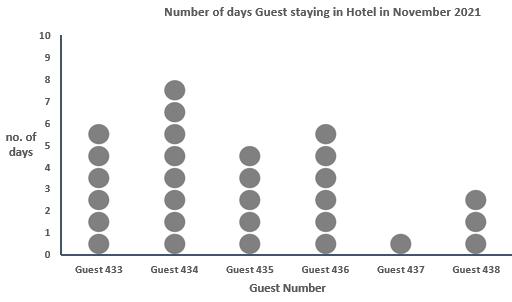 Number of days Guest staying in Hotel in November 2021
10
9
8
7
6
5
4
3
2
1
0
no. of
days
Guest 433
Guest 434
Guest 435
Guest 436
Guest 437
Guest 438
Guest Number